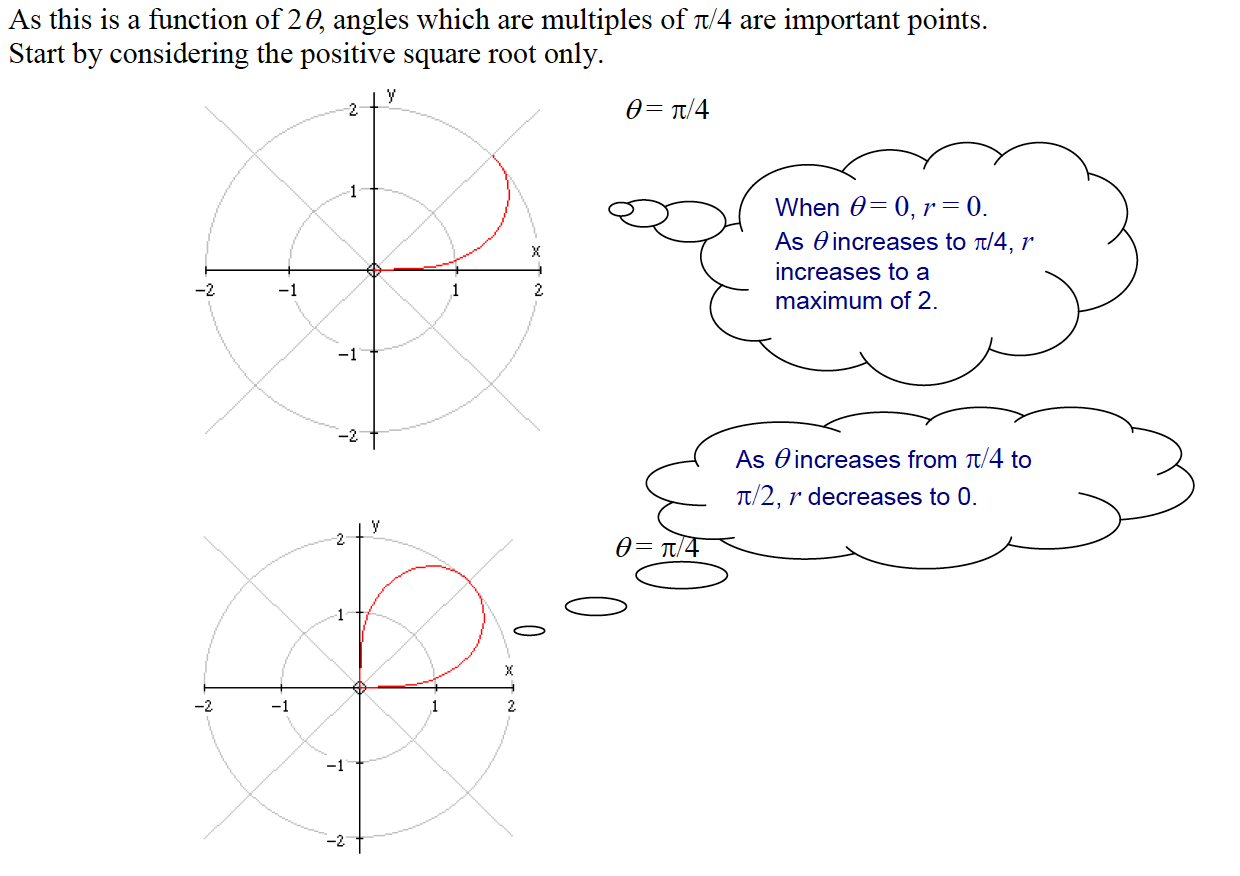 As this is a function of 2θ, angles which are multiples of π/4 are important points.
Start by considering the positive square root only.
y
2
1
x
-2
-1
1
2
-1
-2
θ = π/4
When θ = 0, r = 0.
As θ increases to π/4, r
increases to a
maximum of 2.
As θ increases from π/4 to
π/2, r decreases to 0.
θ = π/4
y
2
1
x
-2
-1
1
2
-1
-2